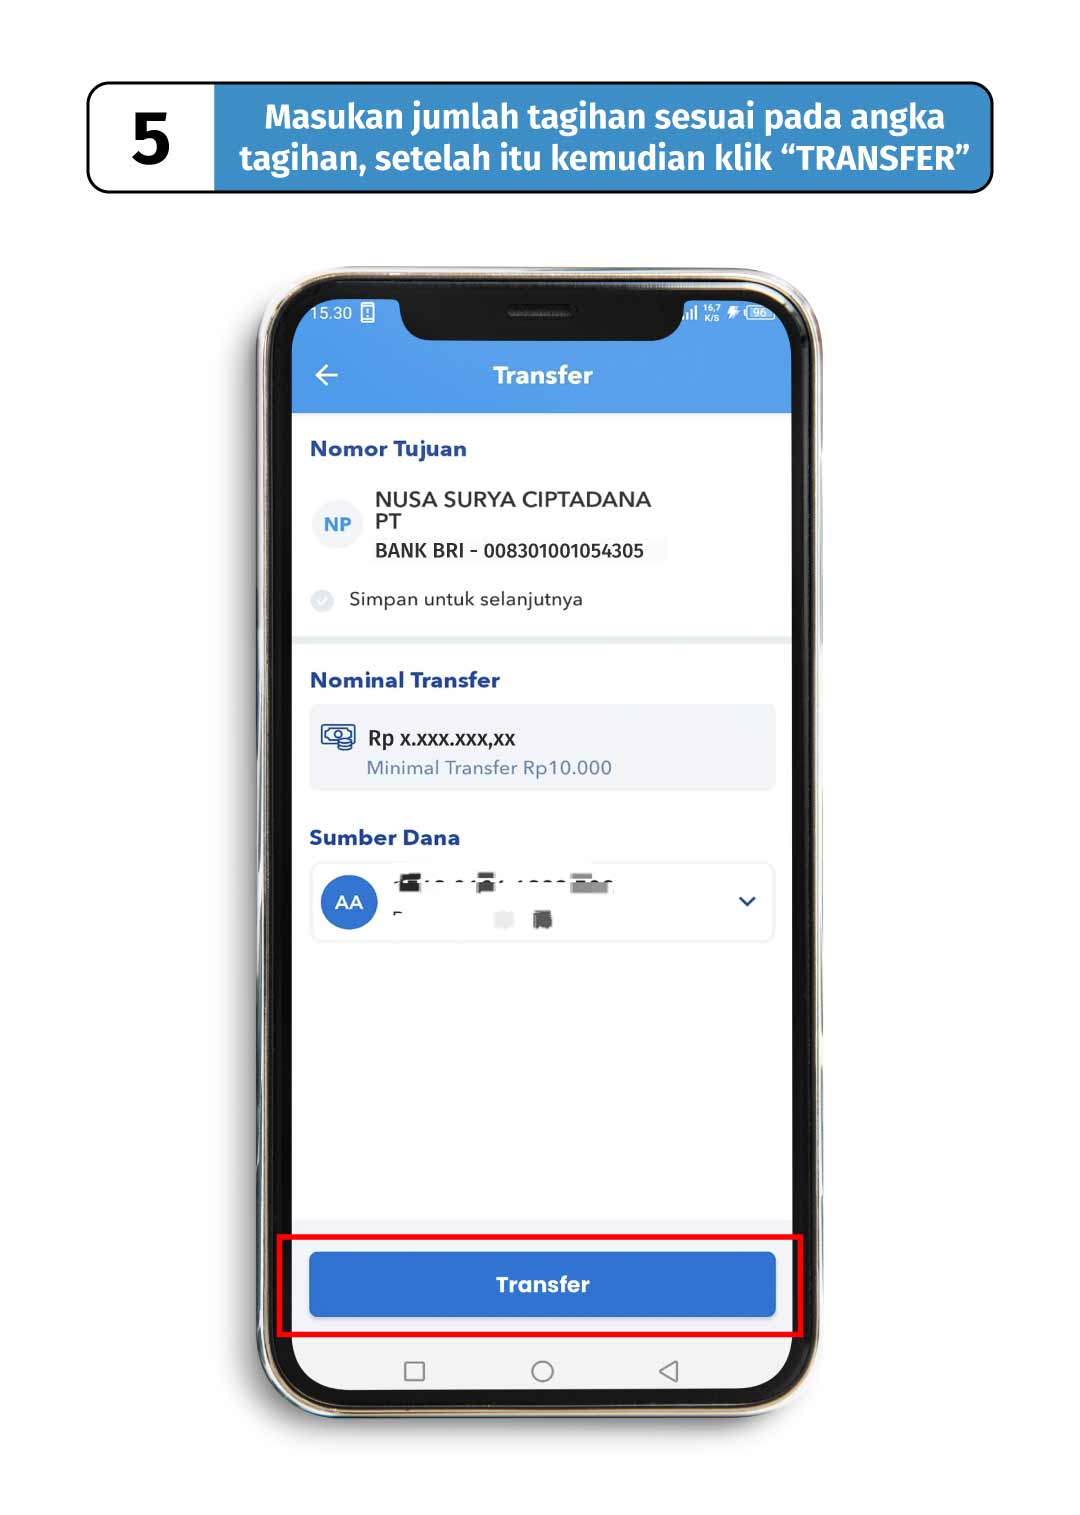 5
Masukan jumlah tagihan sesuai pada angka
tagihan, setelah itu kemudian klik “TRANSFER”
15.30
16,7
K/S
96
Transfer
Nomor Tujuan
NP
NUSA SURYA CIPTADANA
PT
BANK BRI - 008301001054305
Simpan untuk selanjutnya
Nominal Transfer
Rp x.xxx.xxx,xx
Minimal Transfer Rp10.000
Sumber Dana
AA
Transfer